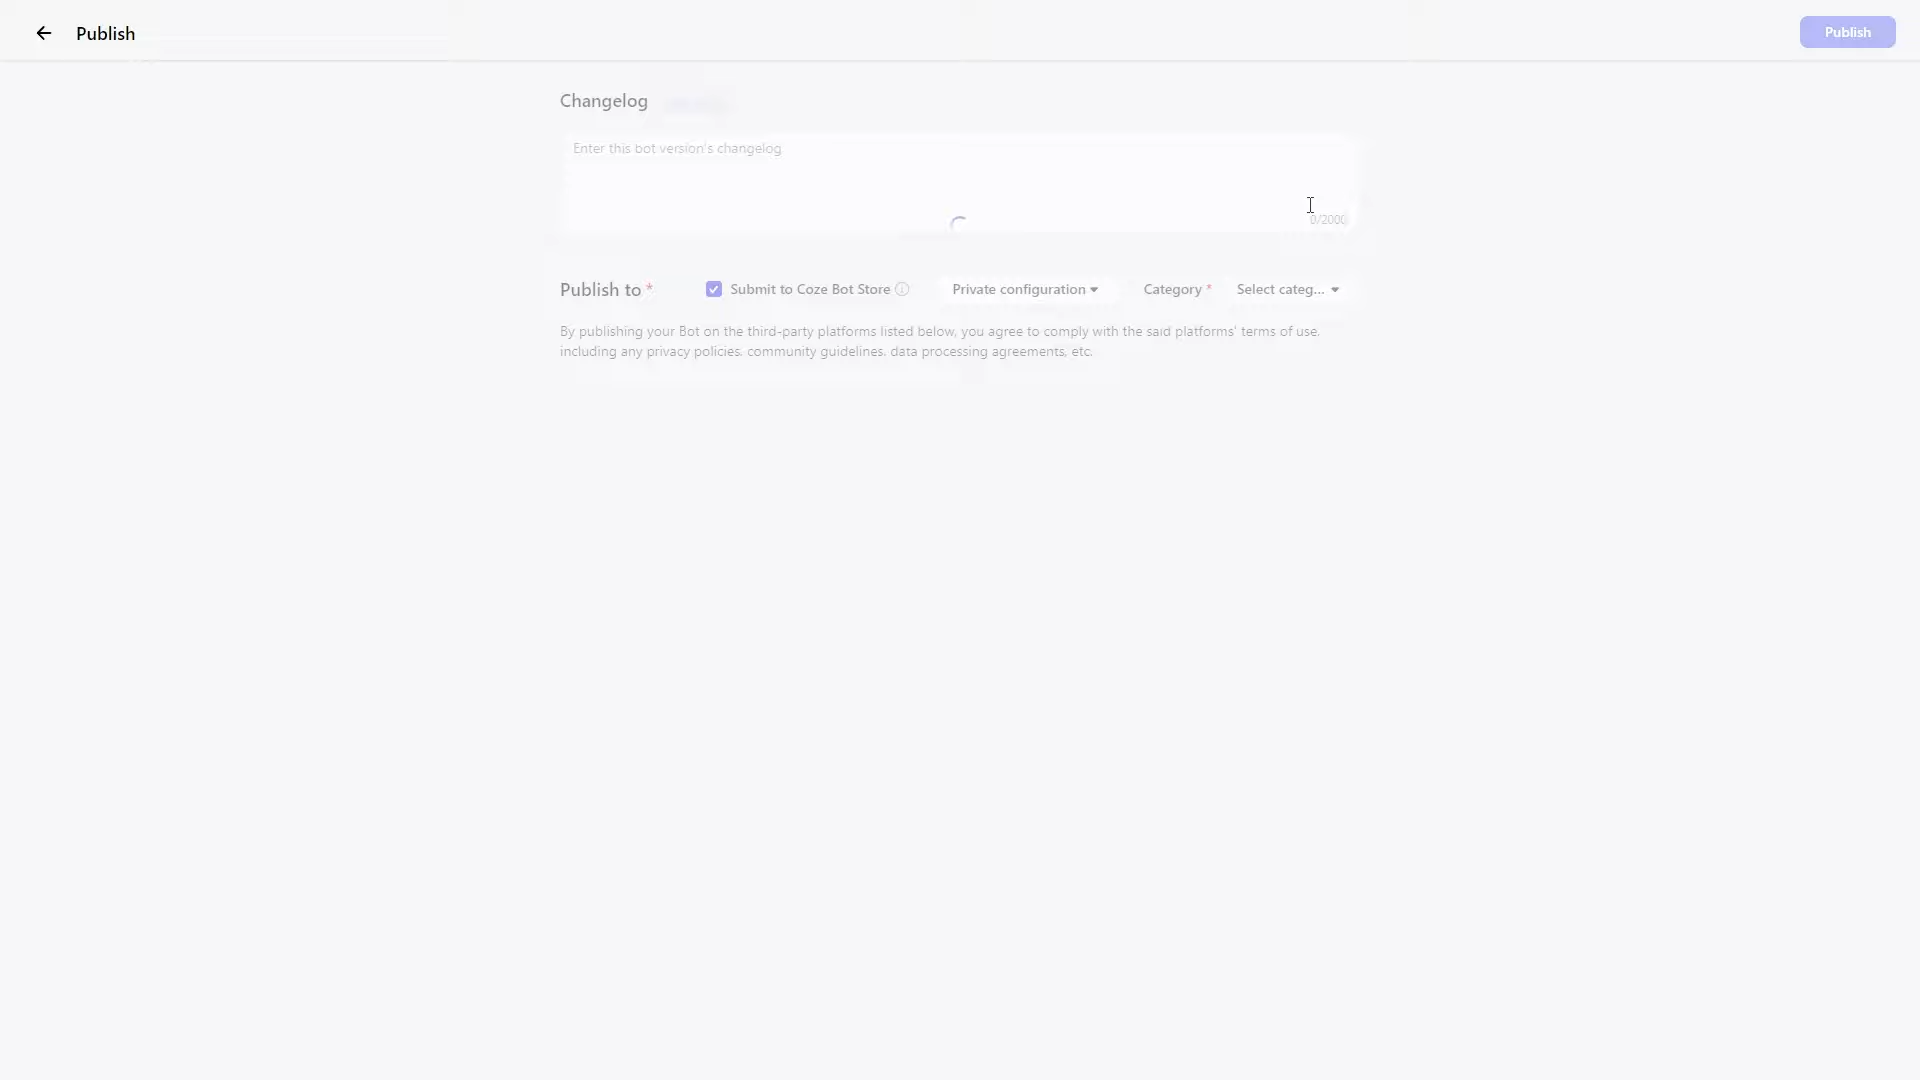 Publish
Publish
Changelog
Enter this bot version's changelog
0/2000
Publish to *
Submit to Coze Bot Store
Private configuration
Category *
Select categ...
By publishing your Bot on the third-party platforms listed below, you agree to comply with the said platforms' terms of use,
including any privacy policies, community guidelines, data processing agreements, etc.